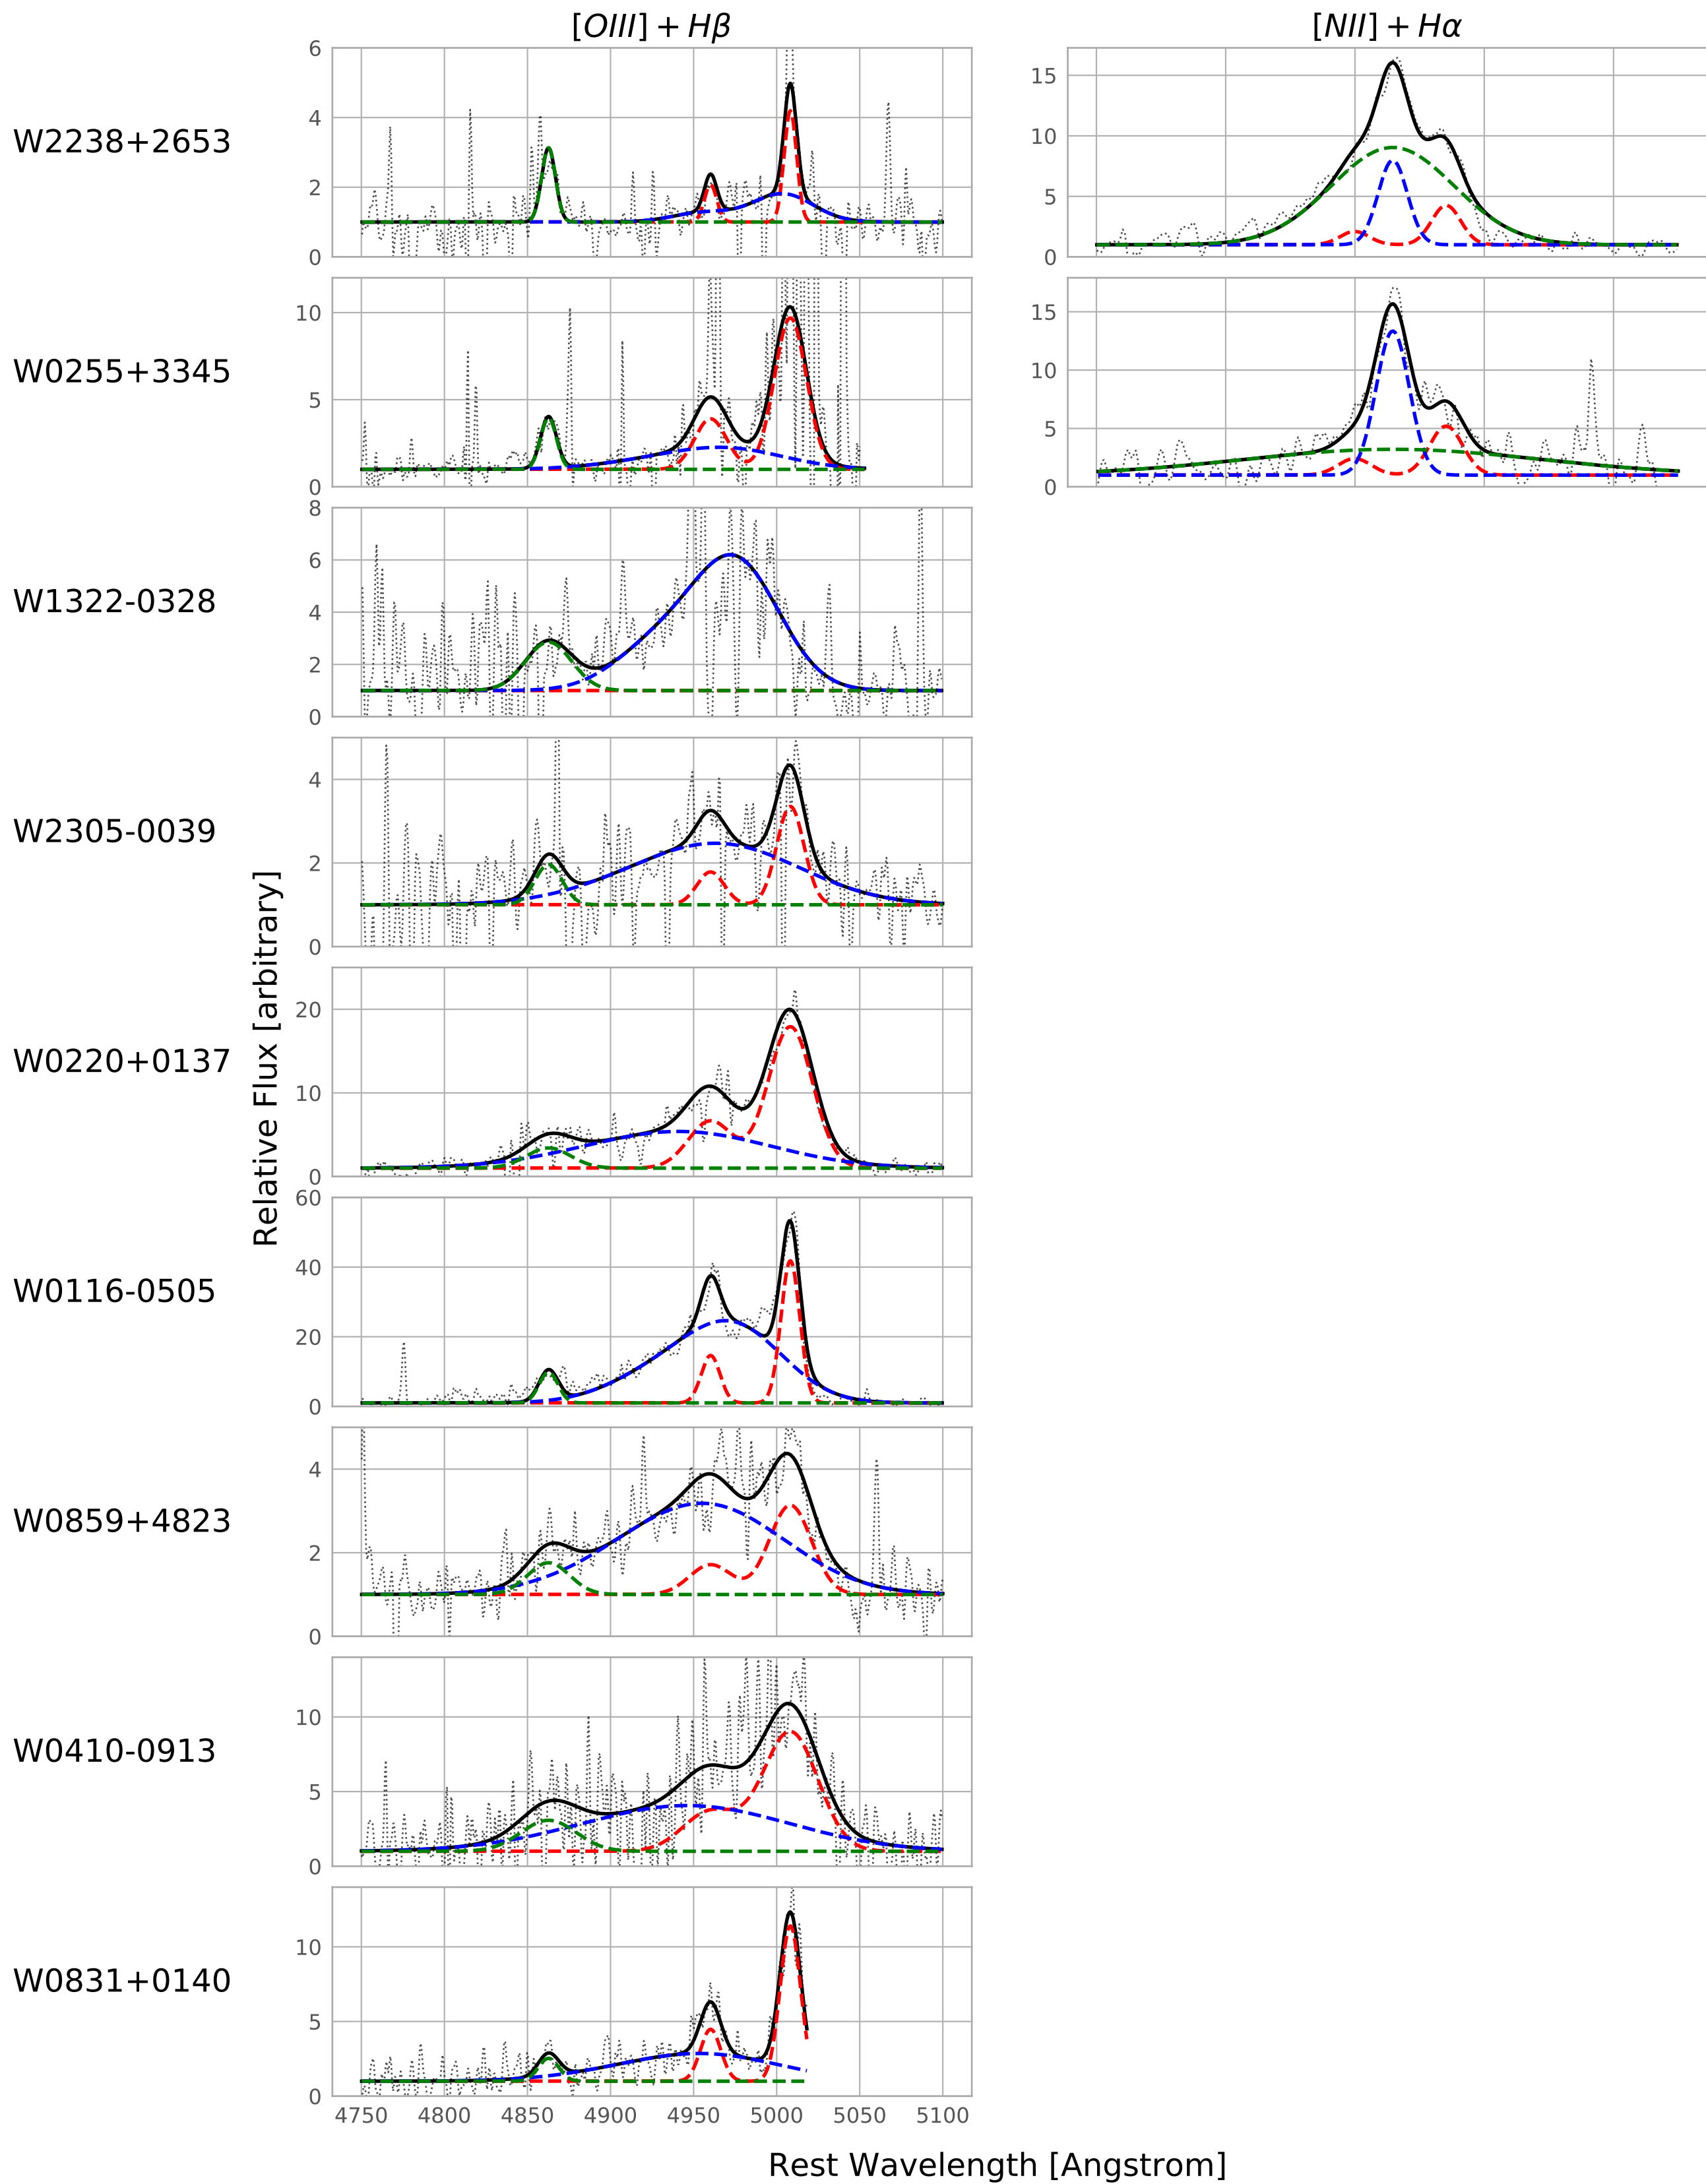 [OIII] + Hβ
[NII] + Hα
W2238+2653
6
4
2
0
15
10
5
0
W0255+3345
10
5
0
15
10
5
0
W1322-0328
8
6
4
2
0
W2305-0039
4
2
0
Relative Flux [arbitrary]
W0220+0137
20
10
0
W0116-0505
60
40
20
0
W0859+4823
4
2
0
W0410-0913
10
5
0
W0831+0140
10
5
0
4750 4800 4850 4900 4950 5000 5050 5100
Rest Wavelength [Angstrom]